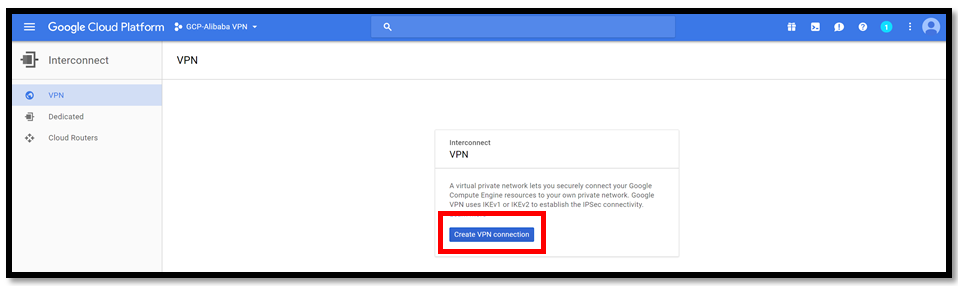 Google Cloud Platform
GCP-Alibaba VPN
1
Interconnect
VPN
VPN
Dedicated
Cloud Routers
Interconnect
VPN
A virtual private network lets you securely connect your Google
Compute Engine resources to your own private network. Google
VPN uses IKEv1 or IKEv2 to establish the IPSec connectivity.
Create VPN connection